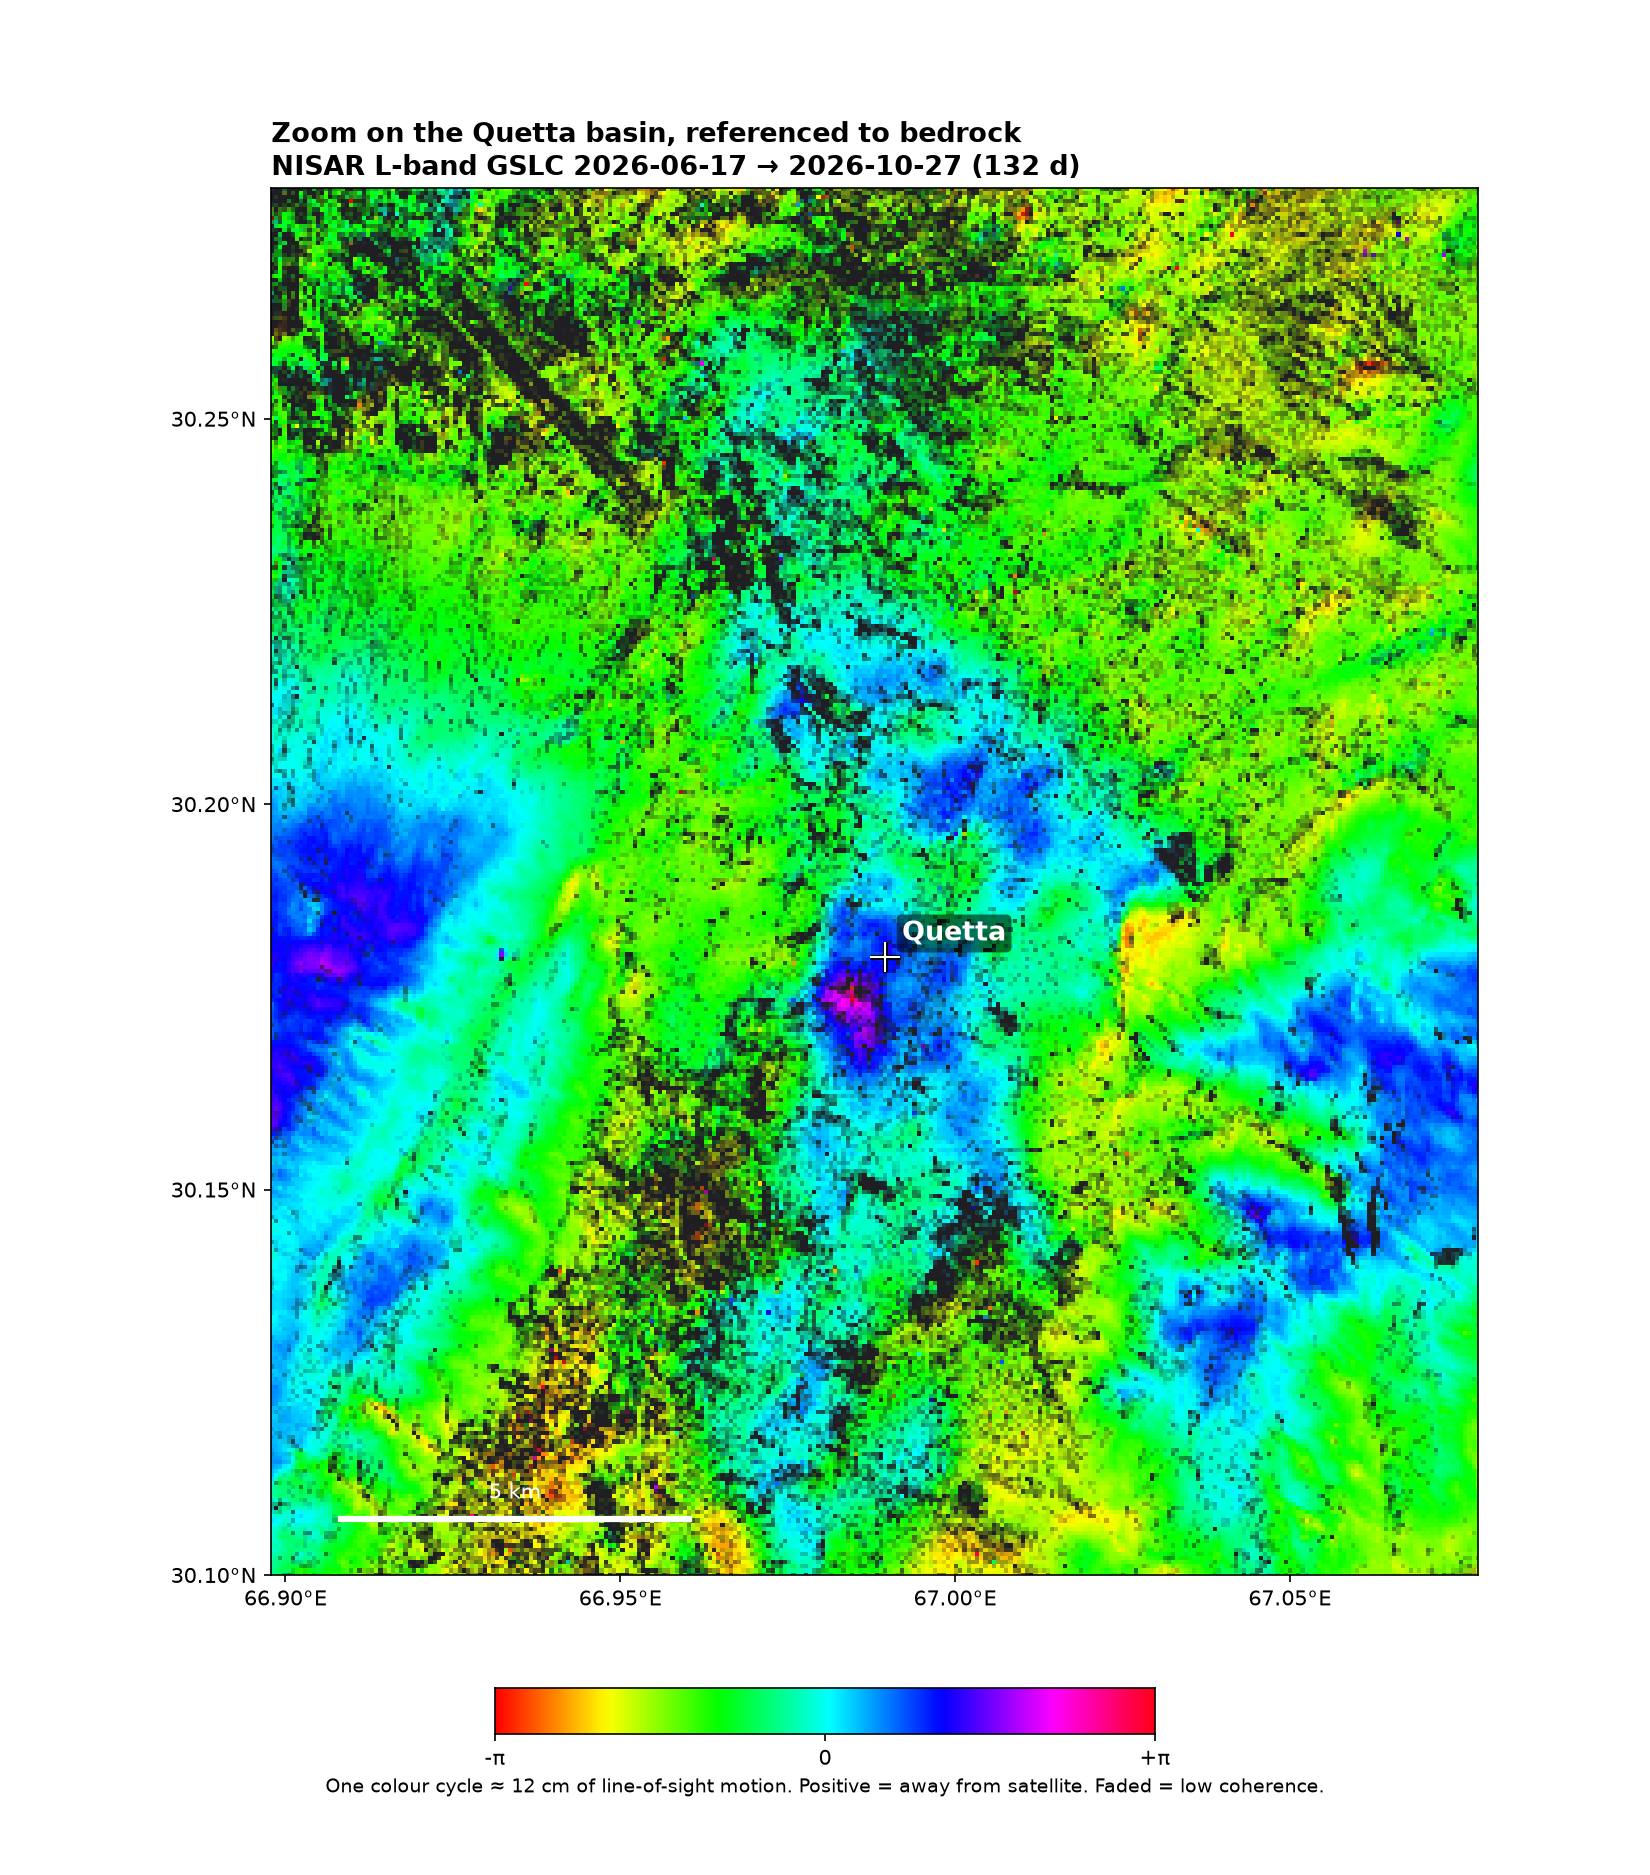 Zoom on the Quetta basin, referenced to bedrock
NISAR L-band GSLC 2026-06-17 → 2026-10-27 (132 d)
30.25°N
30.20°N
Quetta
30.15°N
5 km
30.10°N
66.90°E 66.95°E 67.00°E 67.05°E
-π 0 +π
One colour cycle ≈ 12 cm of line-of-sight motion. Positive = away from satellite. Faded = low coherence.